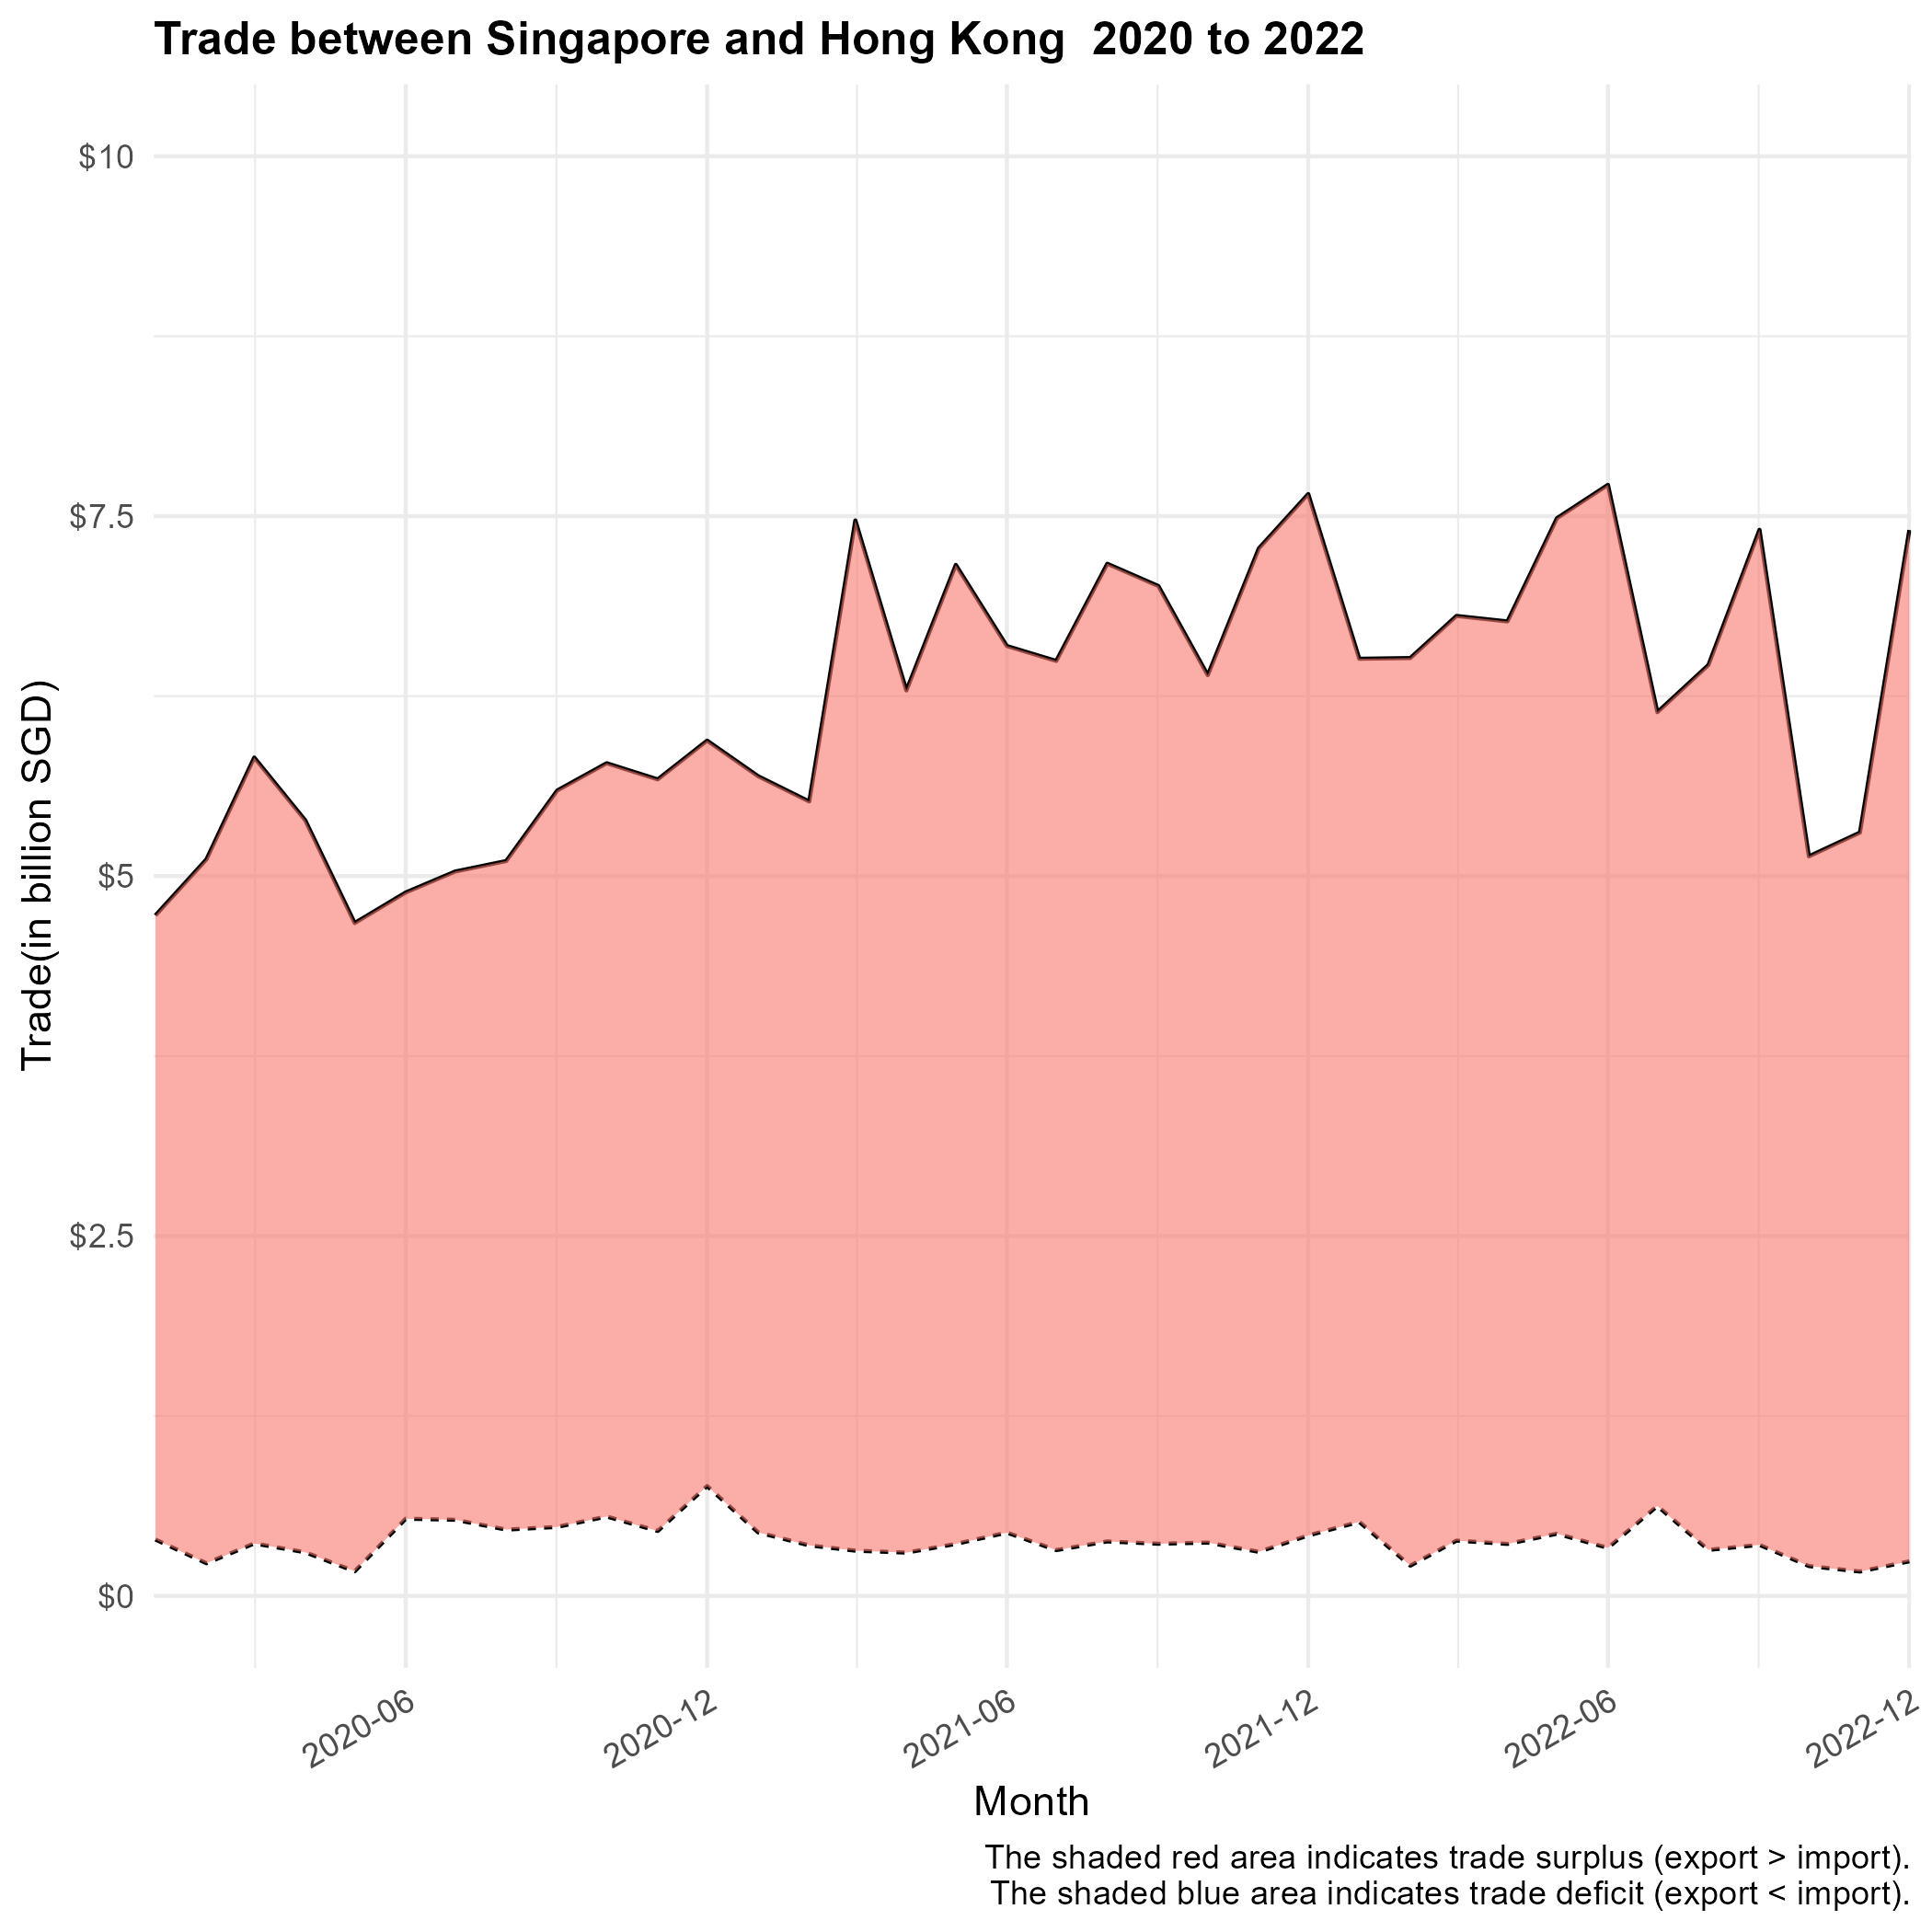 Trade between Singapore and Hong Kong  2020 to 2022
$10
$7.5
$5
$2.5
$0
Trade(in billion SGD)
2020-06
2020-12
2021-06
2021-12
2022-06
2022-12
Month
The shaded red area indicates trade surplus (export > import).
The shaded blue area indicates trade deficit (export < import).